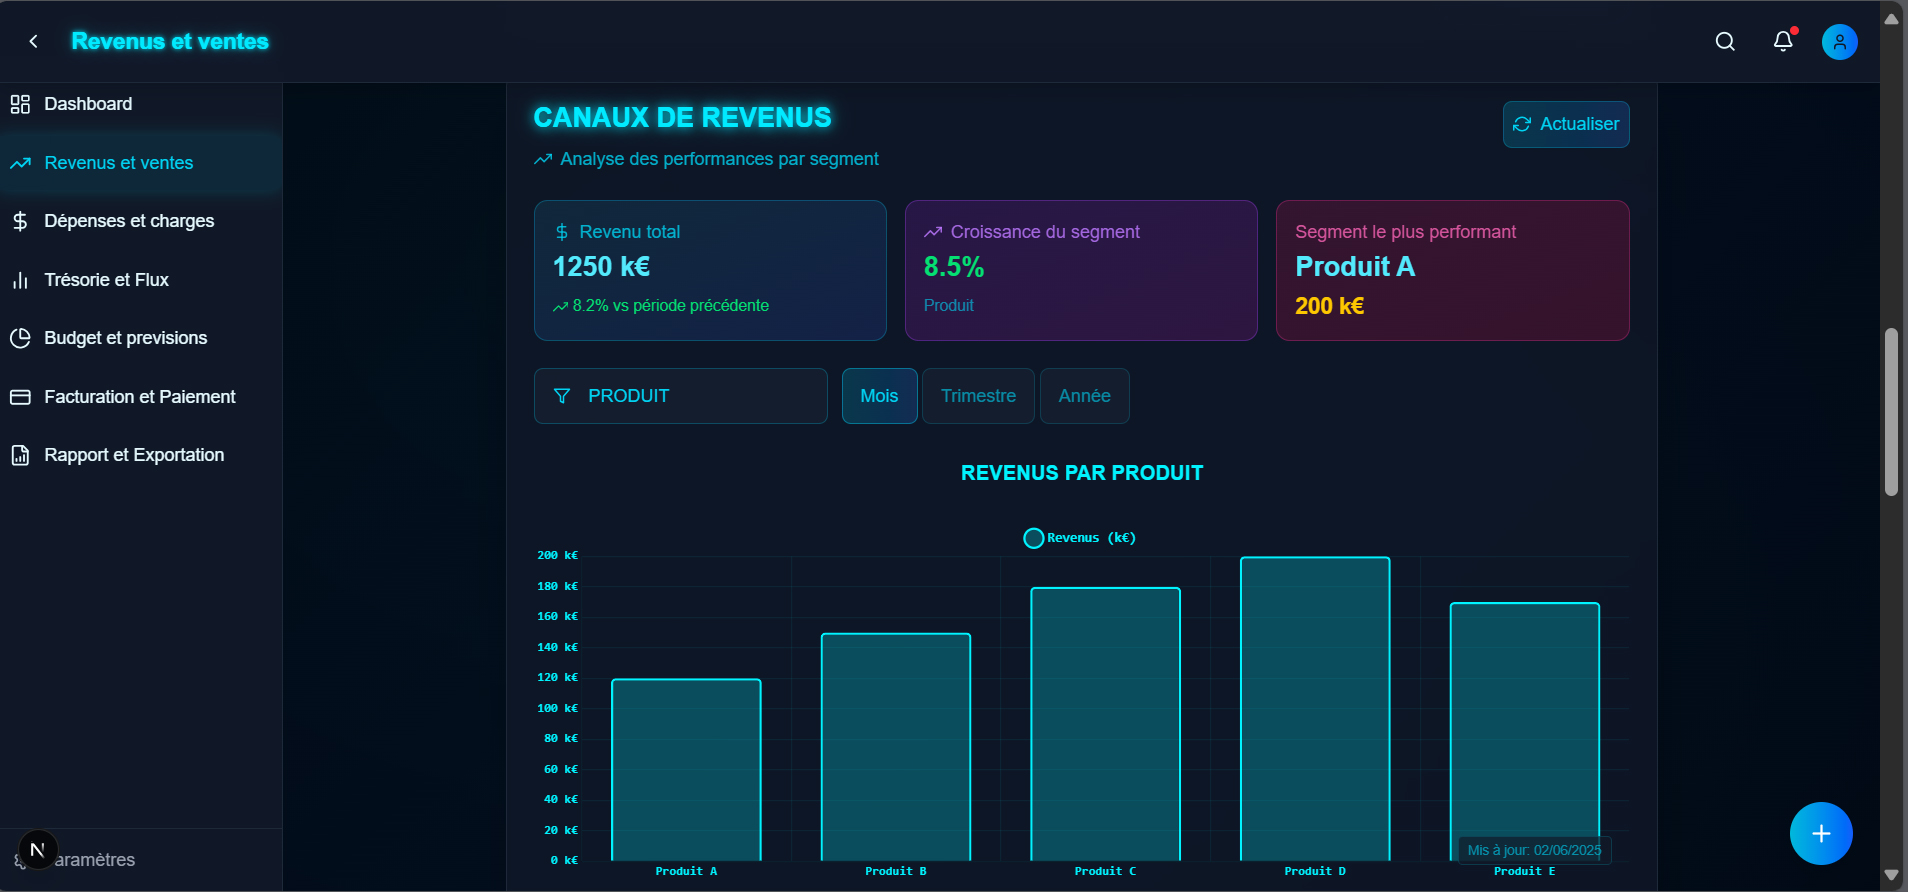 Revenus et ventes
Dashboard
Revenus et ventes
Dépenses et charges
Trésorie et Flux
Budget et previsions
Facturation et Paiement
Rapport et Exportation
N
aramètres
CANAUX DE REVENUS
Actualiser
Analyse des performances par segment
$ Revenu total
1250 k€
8.2% vs période précédente
Croissance du segment
8.5%
Produit
Segment le plus performant
Produit A
200 k€
PRODUIT
Mois
Trimestre
Année
REVENUS PAR PRODUIT
Revenus (k€)
200 k€
180 k€
160 k€
140 k€
120 k€
100 k€
80 k€
60 k€
40 k€
20 k€
0 k€
Produit A
Produit B
Produit C
Produit D
Produit E
Mis à jour: 02/06/2025
+